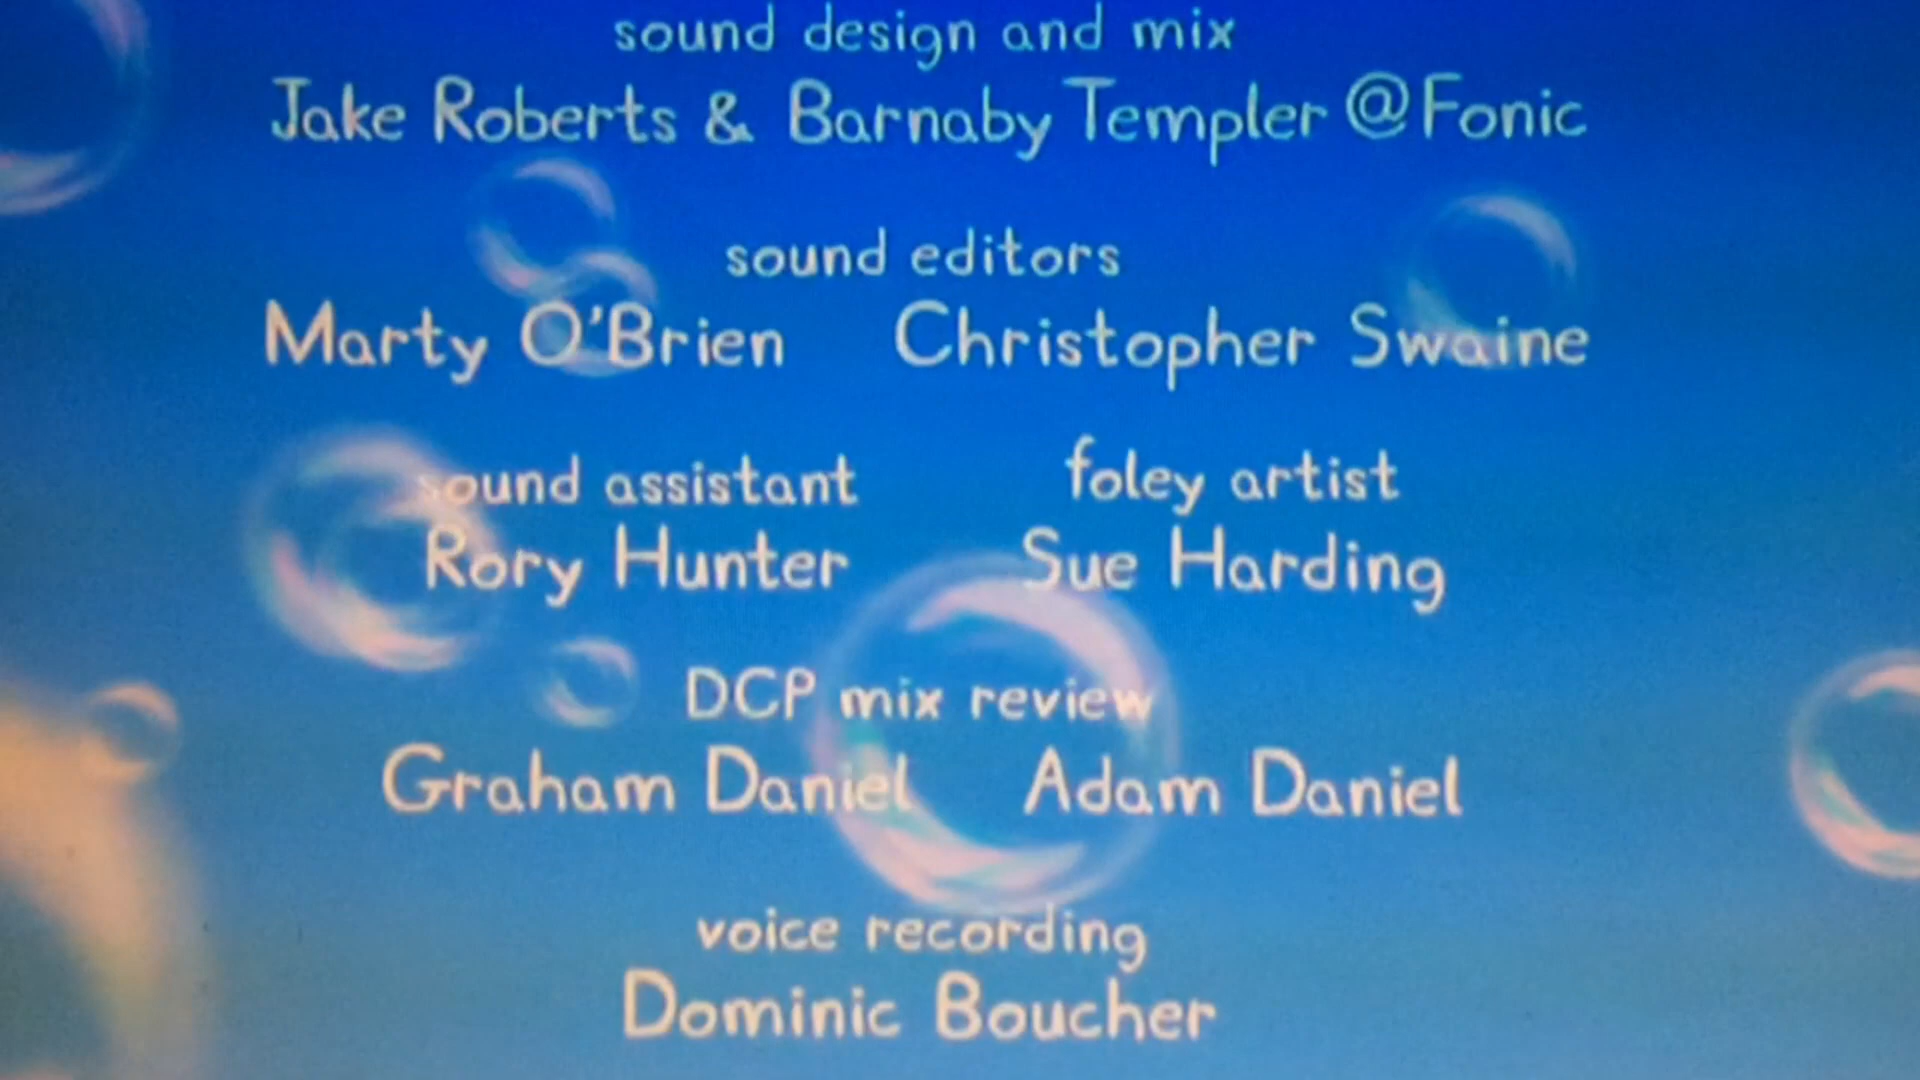 sound design and mix
Jake Roberts & Barnaby Templer @Fonic
sound editors
Marty O'Brien Christopher Swaine
sound assistant foley artist
Rory Hunter Sue Harding
DCP mix review
Graham Daniel Adam Daniel
voice recording
Dominic Boucher